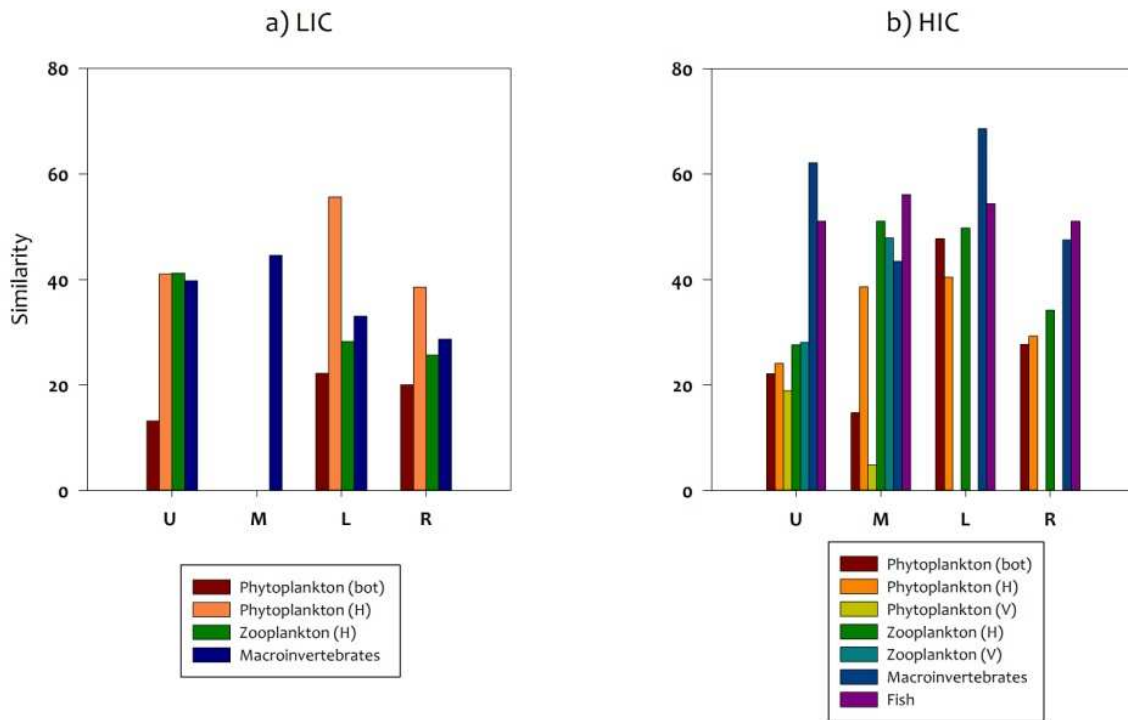 a) LIC
80
60
40
20
0
Similarity
U M L R
Phytoplankton (bot)
Phytoplankton (H)
Zooplankton (H)
Macroinvertebrates
b) HIC
80
60
40
20
0
U M L R
Phytoplankton (bot)
Phytoplankton (H)
Phytoplankton (V)
Zooplankton (H)
Zooplankton (V)
Macroinvertebrates
Fish